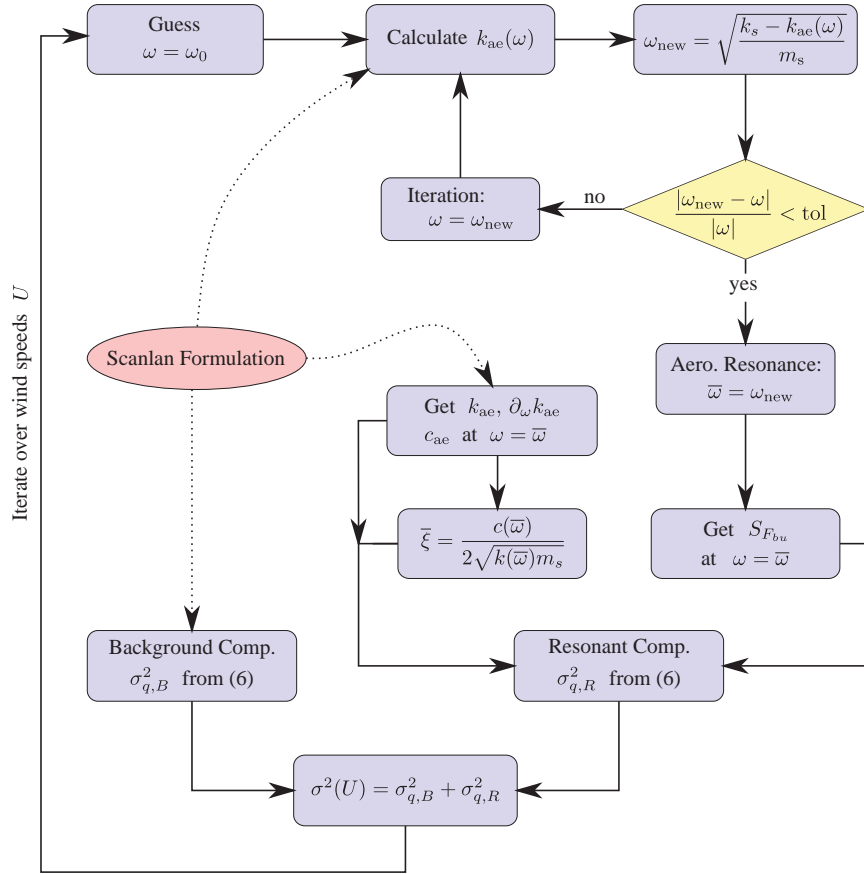 Guess
ω = ω₀
Calculate k_ae(ω)
ω_new = √((k_s − k_ae(ω)) / m_s)
Iteration:
ω = ω_new
no
|ω_new − ω| / |ω| < tol
yes
Iterate over wind speeds U
Scanlan Formulation
Aero. Resonance:
ω̅ = ω_new
Get k_ae, ∂_ω k_ae
c_ae at ω = ω̅
ξ̅ = c(ω̅) / (2√(k(ω̅)m_s))
Get S_{F_{bu}}
at ω = ω̅
Background Comp.
σ²_{q,B} from (6)
Resonant Comp.
σ²_{q,R} from (6)
σ²(U) = σ²_{q,B} + σ²_{q,R}